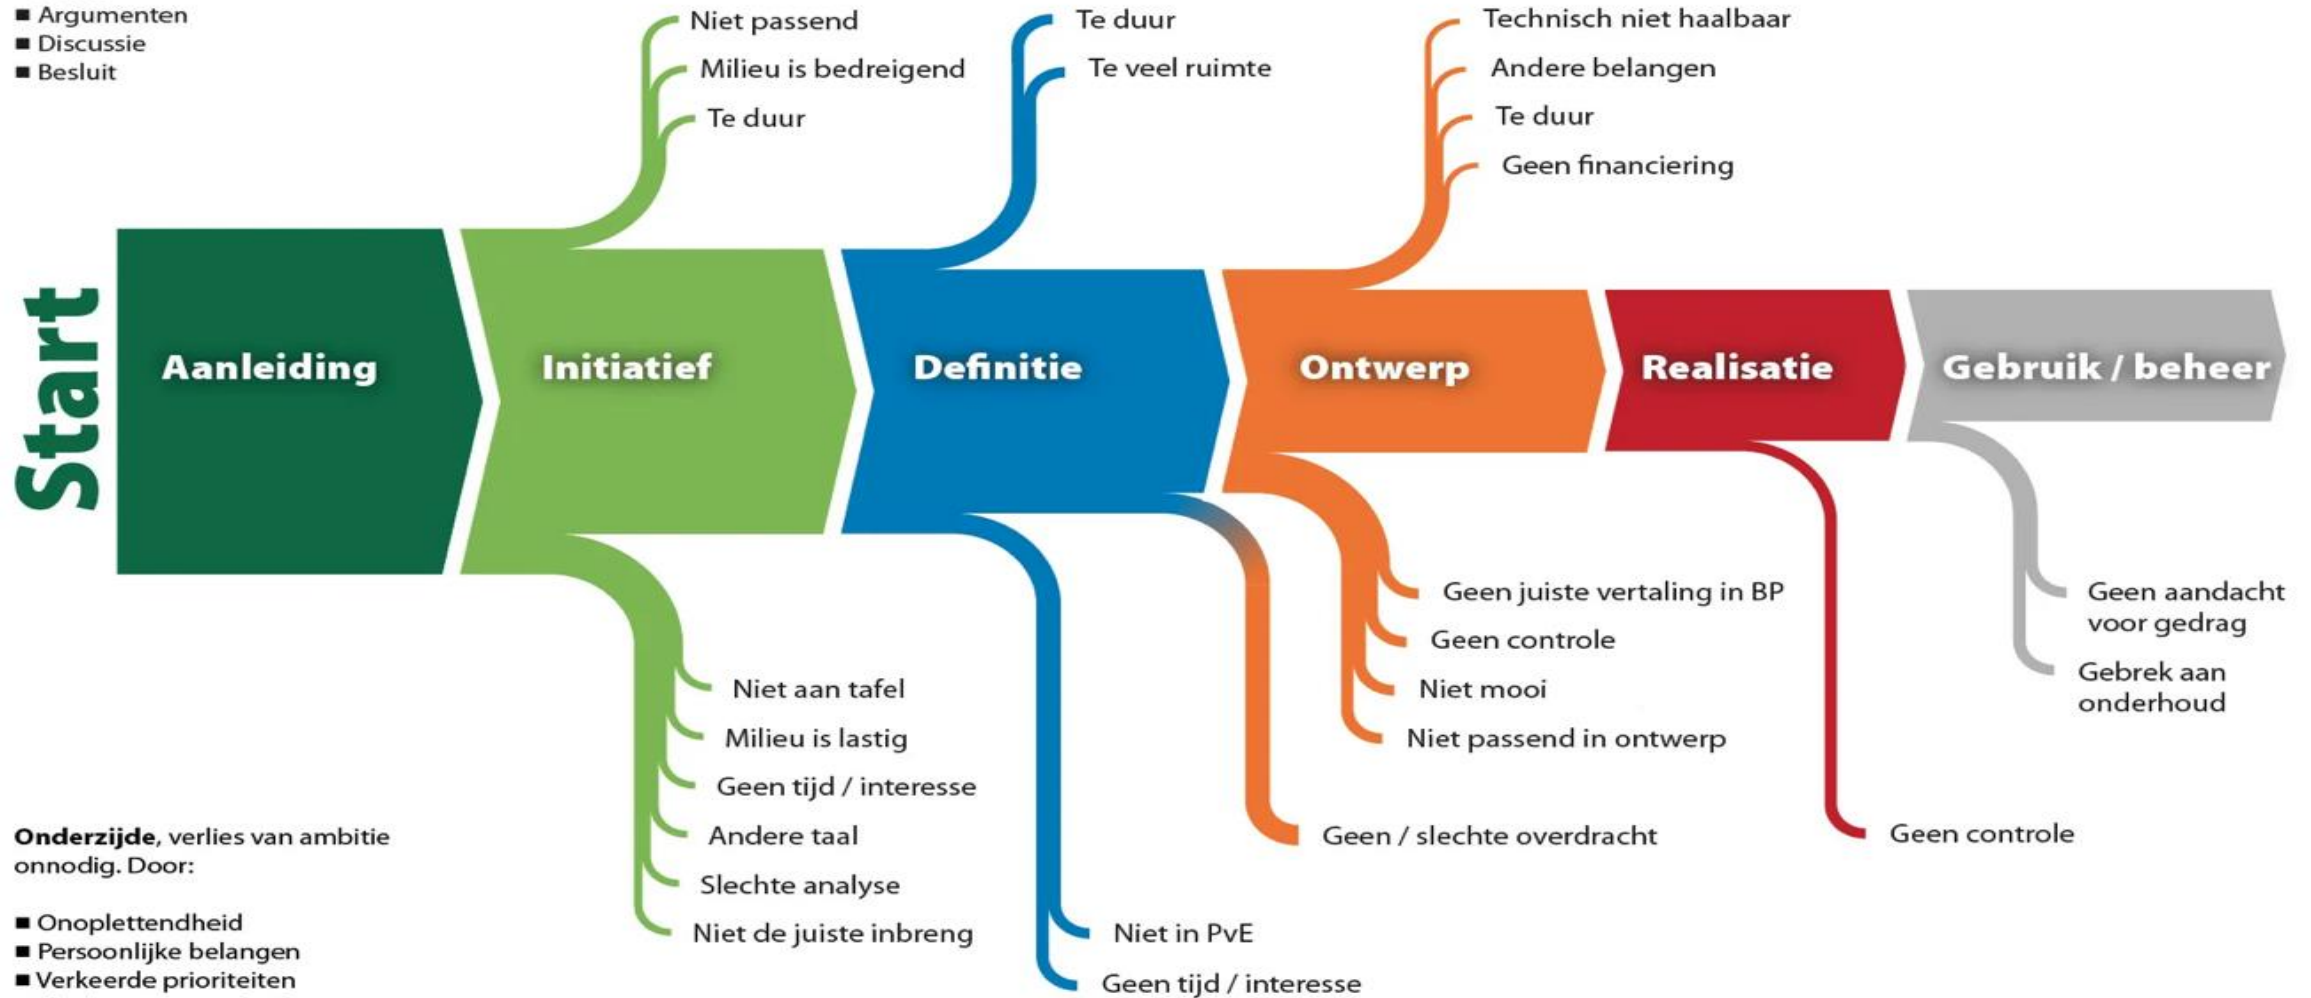 Argumenten
Discussie
Besluit
Niet passend
Milieu is bedreigend
Te duur
Te duur
Te veel ruimte
Technisch niet haalbaar
Andere belangen
Te duur
Geen financiering
Start
Aanleiding
Initiatief
Definitie
Ontwerp
Realisatie
Gebruik / beheer
Niet aan tafel
Milieu is lastig
Geen tijd / interesse
Andere taal
Slechte analyse
Niet de juiste inbreng
Niet in PvE
Geen tijd / interesse
Geen / slechte overdracht
Geen juiste vertaling in BP
Geen controle
Niet mooi
Niet passend in ontwerp
Geen controle
Geen aandacht
voor gedrag
Gebrek aan
onderhoud
Onderzijde, verlies van ambitie
onnodig. Door:
Onoplettendheid
Persoonlijke belangen
Verkeerde prioriteiten